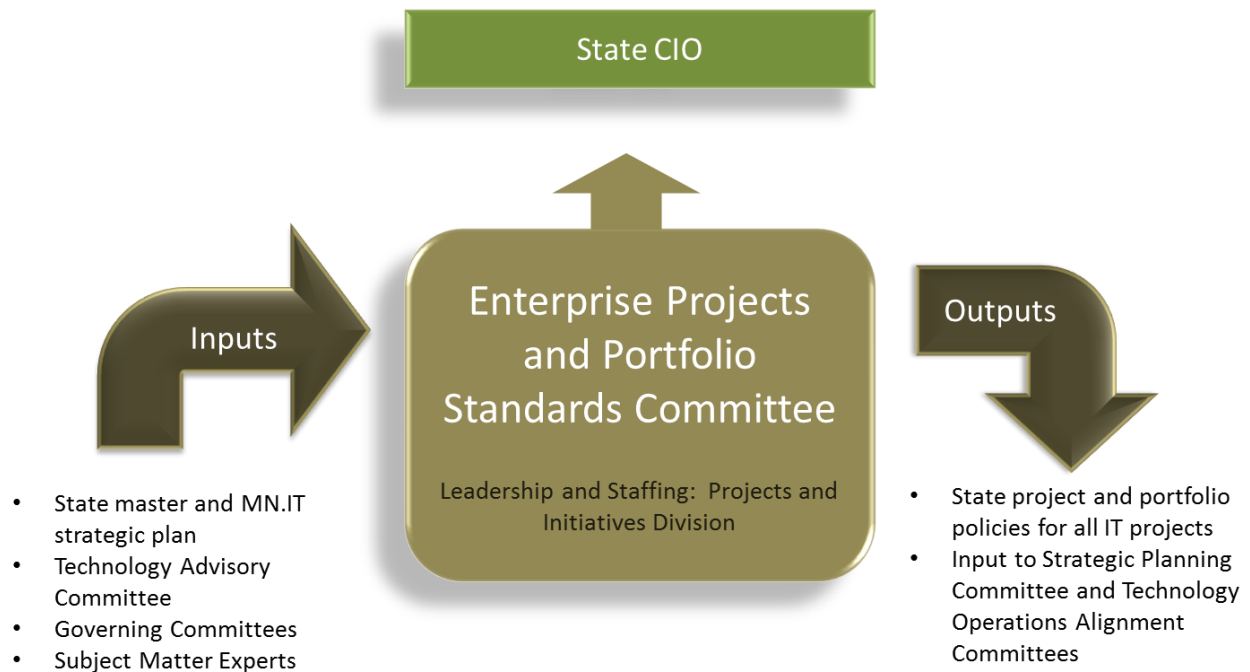 State CIO
Inputs
Enterprise Projects
and Portfolio
Standards Committee
Leadership and Staffing: Projects and
Initiatives Division
Outputs
• State master and MN.IT
strategic plan
• Technology Advisory
Committee
• Governing Committees
• Subject Matter Experts
• State project and portfolio
policies for all IT projects
• Input to Strategic Planning
Committee and Technology
Operations Alignment
Committees